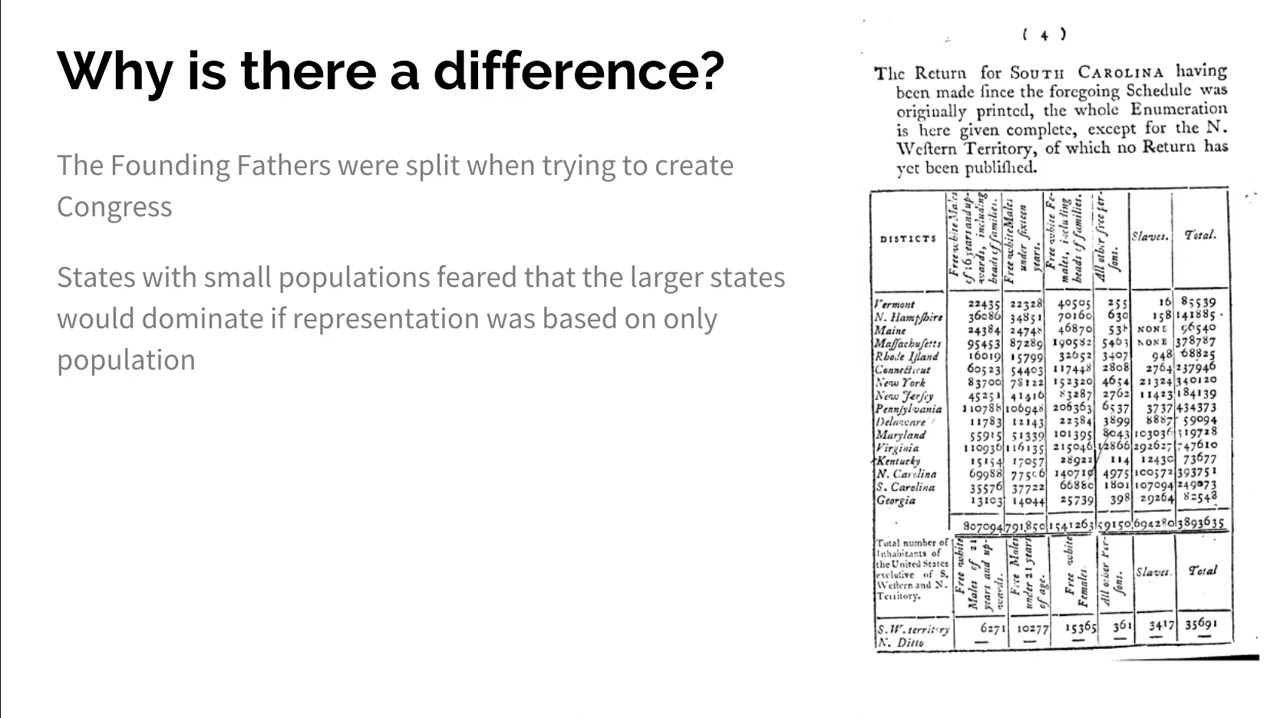 Why is there a difference?
The Founding Fathers were split when trying to create
Congress
States with small populations feared that the larger states
would dominate if representation was based on only
population
( 4 )
The Return for SOUTH CAROLINA having
been made ſince the foregoing Schedule was
originally printed, the whole Enumeration
is here given complete, except for the N.
Weſtern Territory, of which no Return has
yet been publiſhed.
DISTICTS
Free white Males of 16 years and upwards, including heads of families.
Free white Males under ſixteen years.
Free white Females, including heads of families.
All other free perſons.
Slaves.
Total.
Vermont 22435 22328 40505 255 16 85539
N. Hampſhire 36086 34851 70160 630 158 141885
Maine 24384 24748 46870 538 NONE 96540
Maſſachuſetts 95453 87289 190582 5463 NONE 378787
Rhode Iſland 16019 15799 32652 3407 948 68825
Connecticut 60523 54403 117448 2808 2764 237946
New York 83700 78122 152320 4654 21324 340120
New Jerſey 45251 41416 83287 2762 11423 184139
Pennſylvania 110788 106948 206363 6537 3737 434373
Delaware 11783 12143 22384 3899 8887 59094
Maryland 55915 51339 101395 8043 103036 319728
Virginia 110936 116135 215046 12866 292627 747610
Kentucky 15154 17057 28922 114 12430 73677
N. Carolina 69988 77506 140710 4975 100572 393751
S. Carolina 35576 37722 66880 1801 107094 249073
Georgia 13103 14044 25739 398 29264 82548
807094 791,850 1541263 59150 694280 3893635
Total number of
Inhabitants of
the United States
excluſive of S.
Weſtern and N.
Territory.
Free white Males of 21 years and upwards.
Free Males under 21 years of age.
Free white Females.
All other Perſons.
Slaves.
Total
S. W. territory 6271 10277 15365 361 3417 35691
N. Ditto